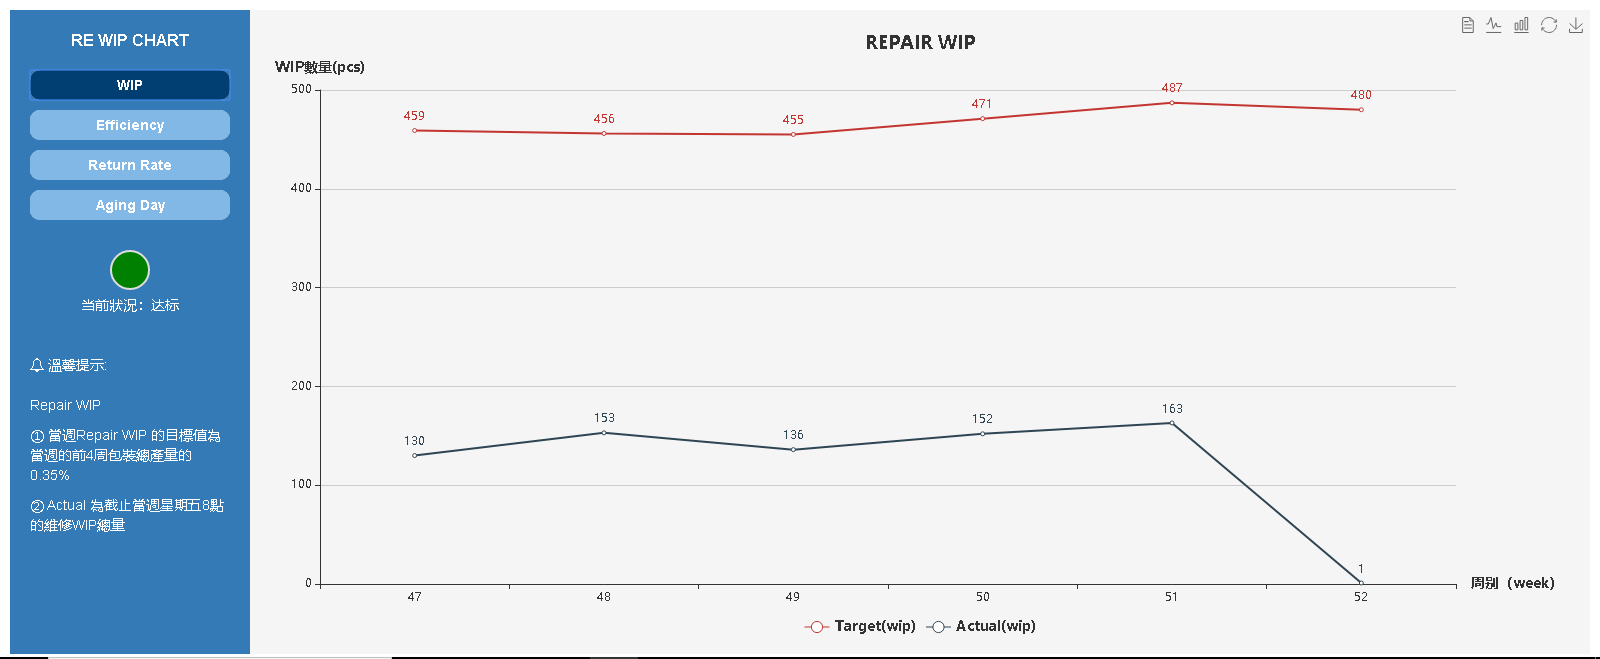 RE WIP CHART
WIP
Efficiency
Return Rate
Aging Day
当前狀況：达标
溫馨提示:
Repair WIP
① 當週Repair WIP 的目標值為
當週的前4周包裝總產量的
0.35%
② Actual 為截止當週星期五8點
的維修WIP總量
REPAIR WIP
WIP數量(pcs)
500
400
300
200
100
0
459
456
455
471
487
480
130
153
136
152
163
1
47
48
49
50
51
52
周别（week)
Target(wip)
Actual(wip)